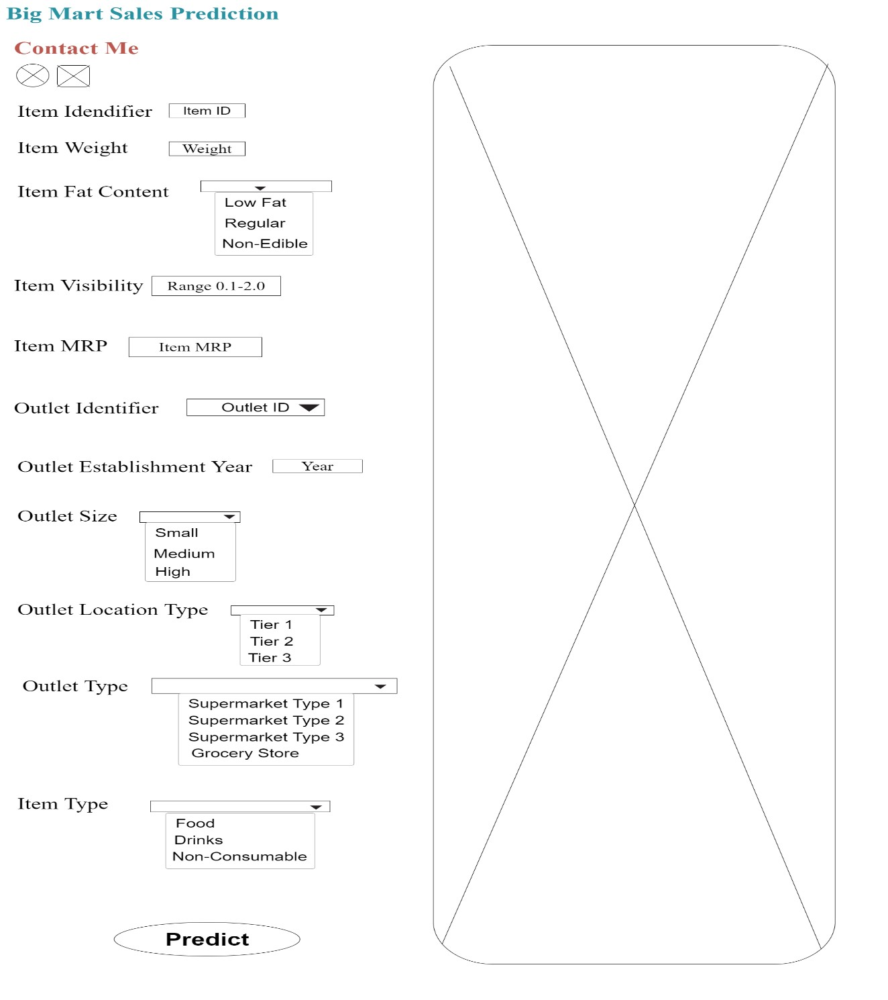 Big Mart Sales Prediction
Contact Me
Item Idendifier Item ID
Item Weight Weight
Item Fat Content
Low Fat
Regular
Non-Edible
Item Visibility Range 0.1-2.0
Item MRP Item MRP
Outlet Identifier Outlet ID
Outlet Establishment Year Year
Outlet Size
Small
Medium
High
Outlet Location Type
Tier 1
Tier 2
Tier 3
Outlet Type
Supermarket Type 1
Supermarket Type 2
Supermarket Type 3
Grocery Store
Item Type
Food
Drinks
Non-Consumable
Predict